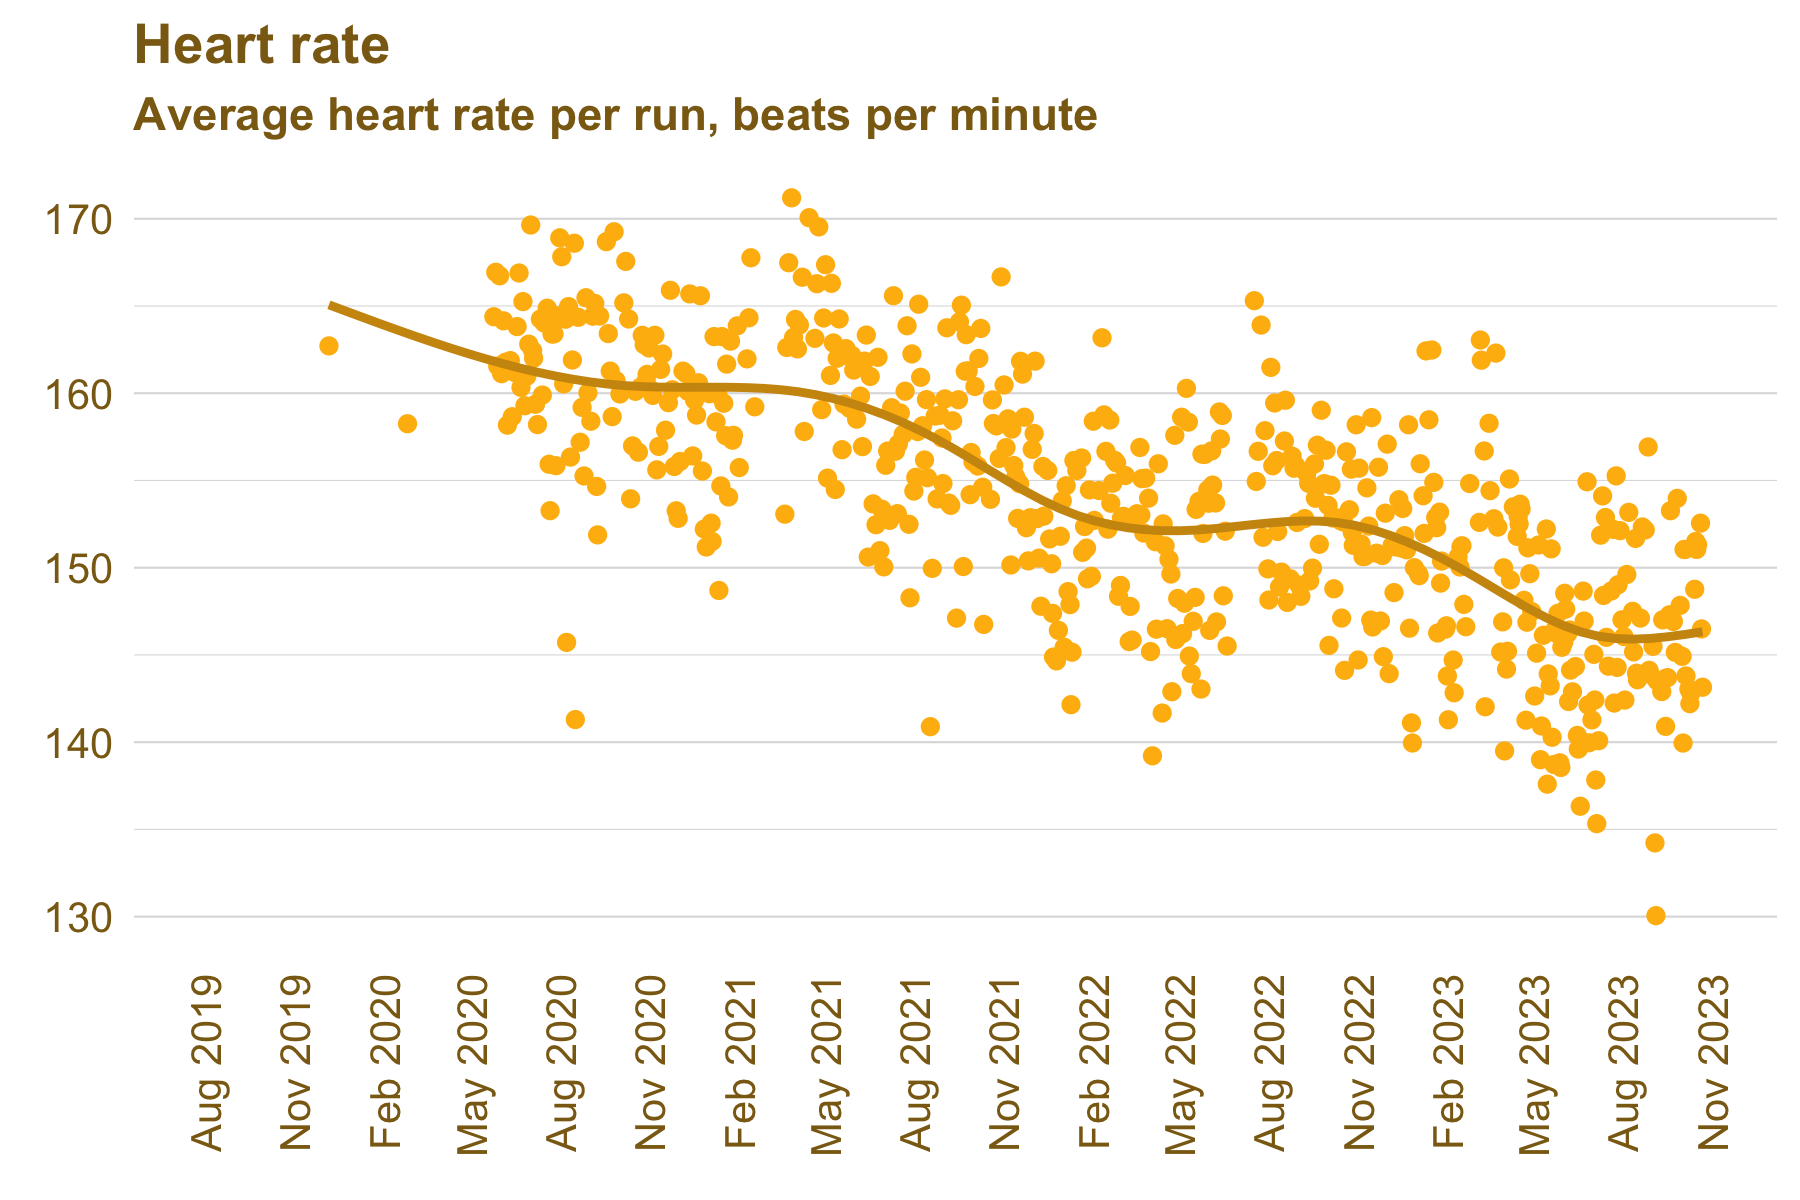 Heart rate
Average heart rate per run, beats per minute
170
160
150
140
130
Aug 2019
Nov 2019
Feb 2020
May 2020
Aug 2020
Nov 2020
Feb 2021
May 2021
Aug 2021
Nov 2021
Feb 2022
May 2022
Aug 2022
Nov 2022
Feb 2023
May 2023
Aug 2023
Nov 2023